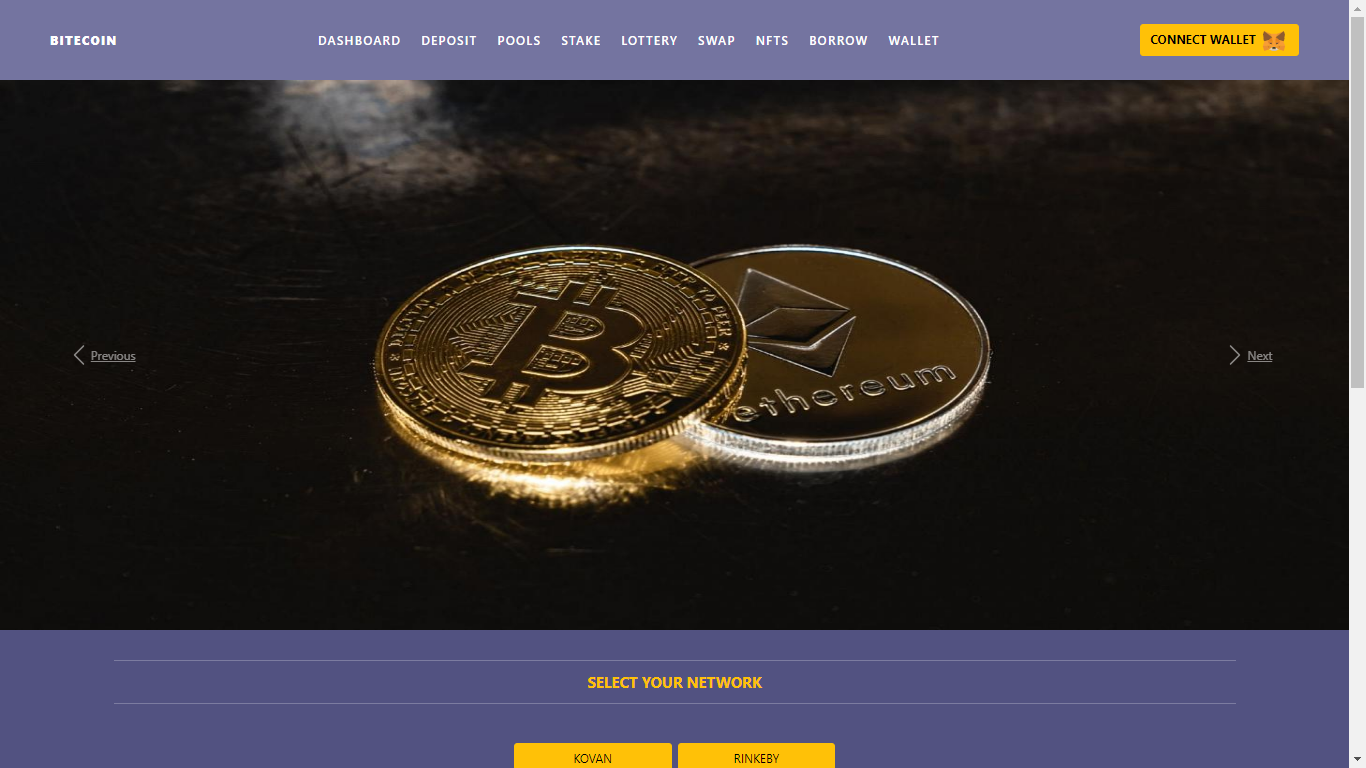 BITECOIN
DASHBOARD DEPOSIT POOLS STAKE LOTTERY SWAP NFTS BORROW WALLET
CONNECT WALLET
ethereum
Previous
Next
SELECT YOUR NETWORK
KOVAN RINKEBY